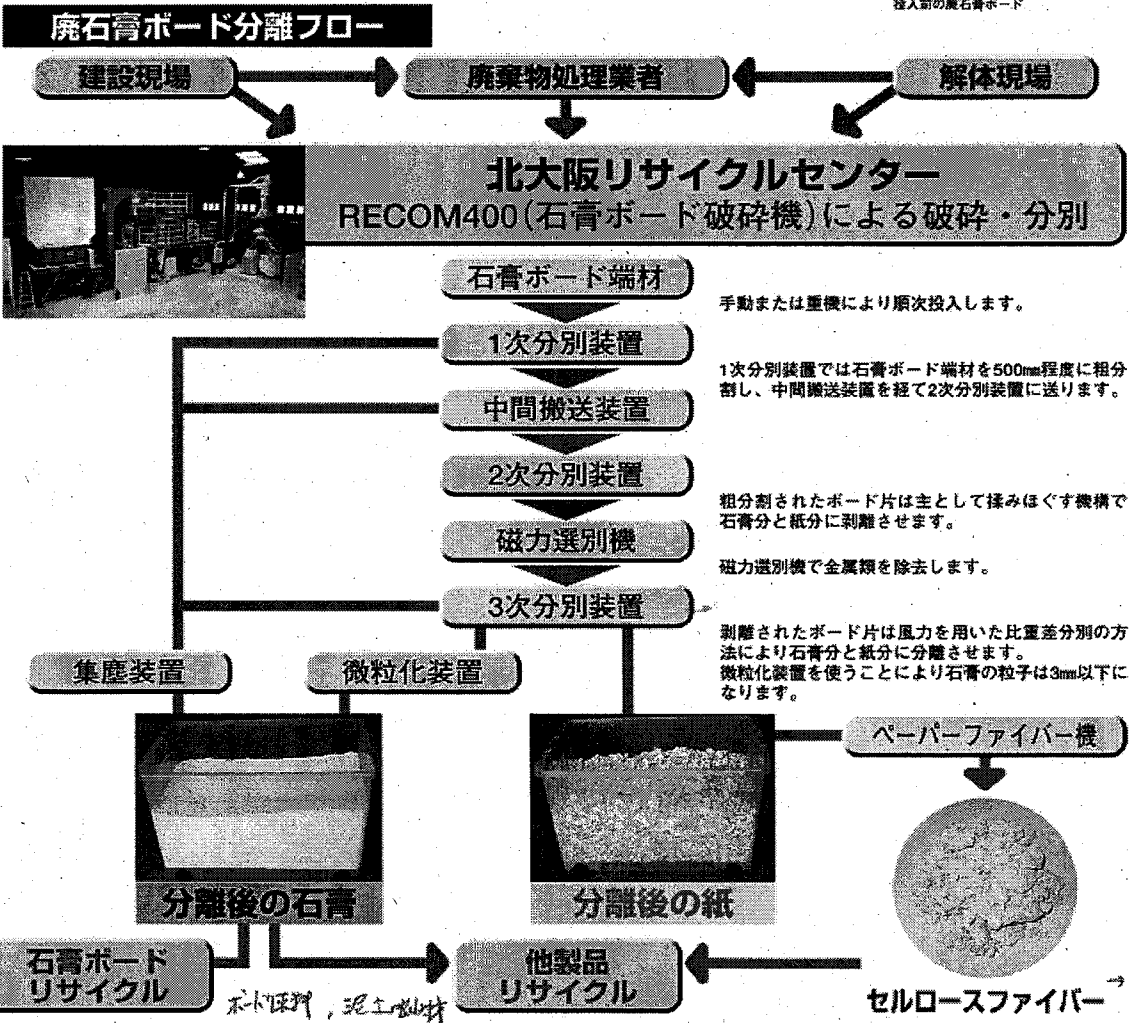 投入前の廃石膏ボード
廃石膏ボード分離フロー
建設現場
廃棄物処理業者
解体現場
北大阪リサイクルセンター
RECOM400(石膏ボード破砕機)による破砕・分別
石膏ボード端材
手動または重機により順次投入します。
1次分別装置
1次分別装置では石膏ボード端材を500㎜程度に粗分
割し、中間搬送装置を経て2次分別装置に送ります。
中間搬送装置
2次分別装置
粗分割されたボード片は主として揉みほぐす機構で
石膏分と紙分に剥離させます。
磁力選別機
磁力選別機で金属類を除去します。
3次分別装置
剥離されたボード片は風力を用いた比重差分別の方
法により石膏分と紙分に分離させます。
微粒化装置を使うことにより石膏の粒子は3㎜以下に
なります。
集塵装置
微粒化装置
ペーパーファイバー機
分離後の石膏
分離後の紙
石膏ボード
リサイクル
他製品
リサイクル
セルロースファイバー